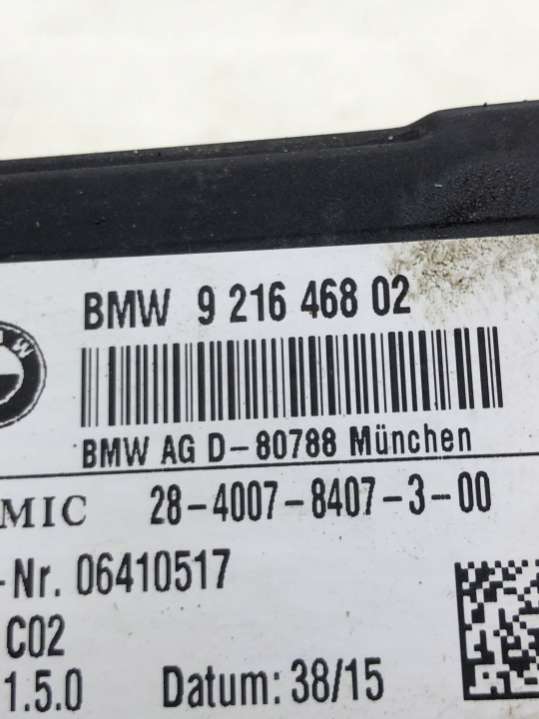 BMW 9 216 468 02
BMW AG D-80788 München
MIC 28-4007-8407-3-00
-Nr. 06410517
C02
1.5.0 Datum: 38/15